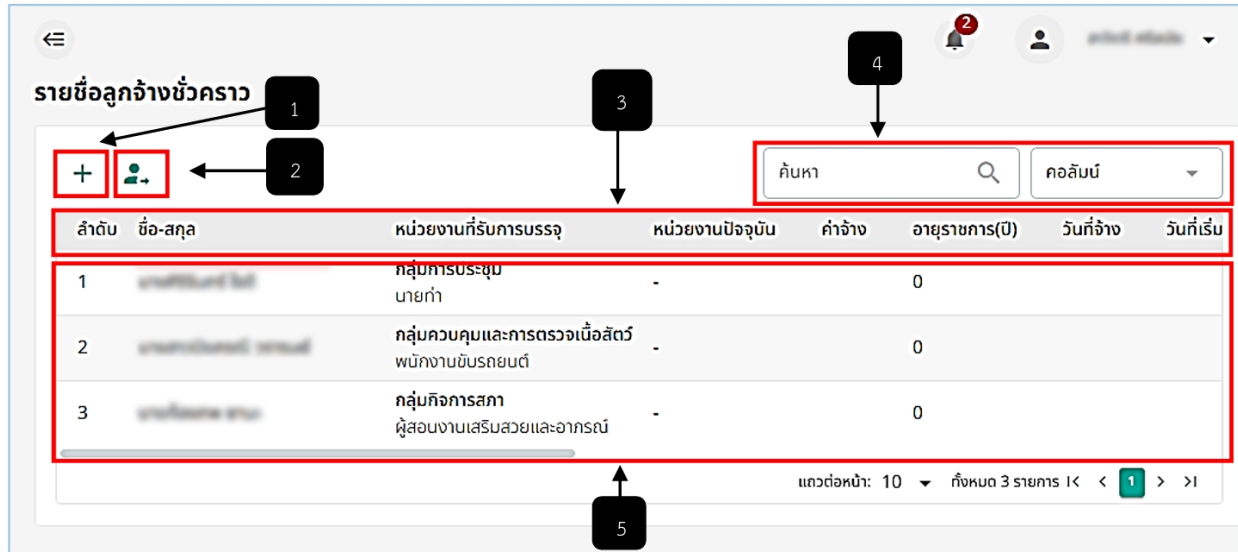 2
รายชื่อลูกจ้างชั่วคราว
1
2
3
4
ค้นหา
คอลัมน์
ลำดับ ชื่อ-สกุล หน่วยงานที่รับการบรรจุ หน่วยงานปัจจุบัน ค่าจ้าง อายุราชการ(ปี) วันที่จ้าง วันที่เริ่ม
1 กลุ่มการประชุม - 0
นายท่า
2 กลุ่มควบคุมและการตรวจเนื้อสัตว์ - 0
พนักงานขับรถยนต์
3 กลุ่มกิจการสภา - 0
ผู้สอนงานเสริมสวยและอาภรณ์
แถวต่อหน้า: 10 ทั้งหมด 3 รายการ 1
5